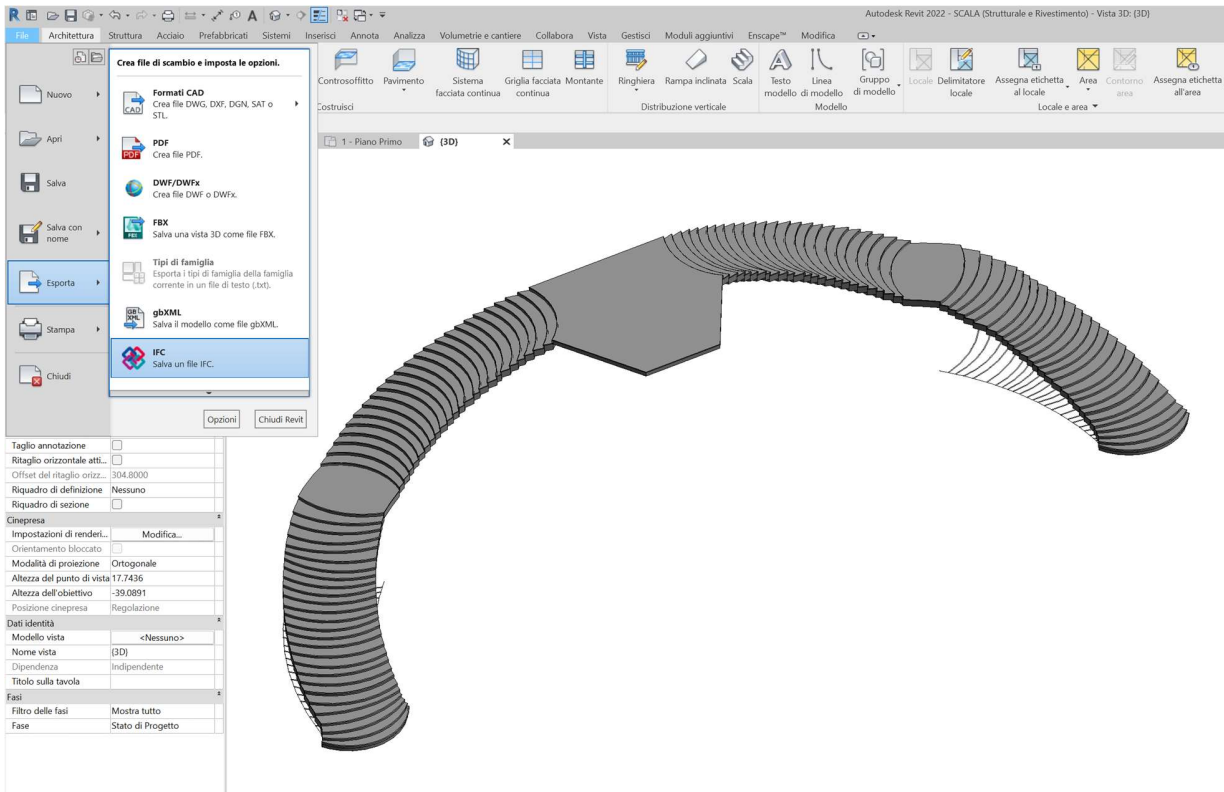 Autodesk Revit 2022 - SCALA (Strutturale e Rivestimento) - Vista 3D: {3D}
File Architettura Struttura Acciaio Prefabbricati Sistemi Inserisci Annota Analizza Volumetrie e cantiere Collabora Vista Gestisci Moduli aggiuntivi Enscape™ Modifica
Crea file di scambio e imposta le opzioni.
Nuovo
Apri
Salva
Salva con
nome
Esporta
Stampa
Chiudi
Formati CAD
Crea file DWG, DXF, DGN, SAT o
STL.
PDF
Crea file PDF.
DWF/DWFx
Crea file DWF o DWFx.
FBX
Salva una vista 3D come file FBX.
Tipi di famiglia
Esporta i tipi di famiglia della famiglia
corrente in un file di testo (.txt).
gbXML
Salva il modello come file gbXML.
IFC
Salva un file IFC.
Opzioni Chiudi Revit
Controsoffitto Pavimento Sistema Griglia facciata Montante Ringhiera Rampa inclinata Scala Testo Linea Gruppo Locale Delimitatore Assegna etichetta Area Contorno Assegna etichetta
facciata continua continua modello di modello di modello locale al locale area all'area
Costruisci Distribuzione verticale Modello Locale e area
1 - Piano Primo {3D}
Taglio annotazione
Ritaglio orizzontale atti...
Offset del ritaglio orizz... 304.8000
Riquadro di definizione Nessuno
Riquadro di sezione
Cinepresa
Impostazioni di renderi... Modifica...
Orientamento bloccato
Modalità di proiezione Ortogonale
Altezza del punto di vista 17.7436
Altezza dell'obiettivo -39.0891
Posizione cinepresa Regolazione
Dati identità
Modello vista <Nessuno>
Nome vista {3D}
Dipendenza Indipendente
Titolo sulla tavola
Fasi
Filtro delle fasi Mostra tutto
Fase Stato di Progetto